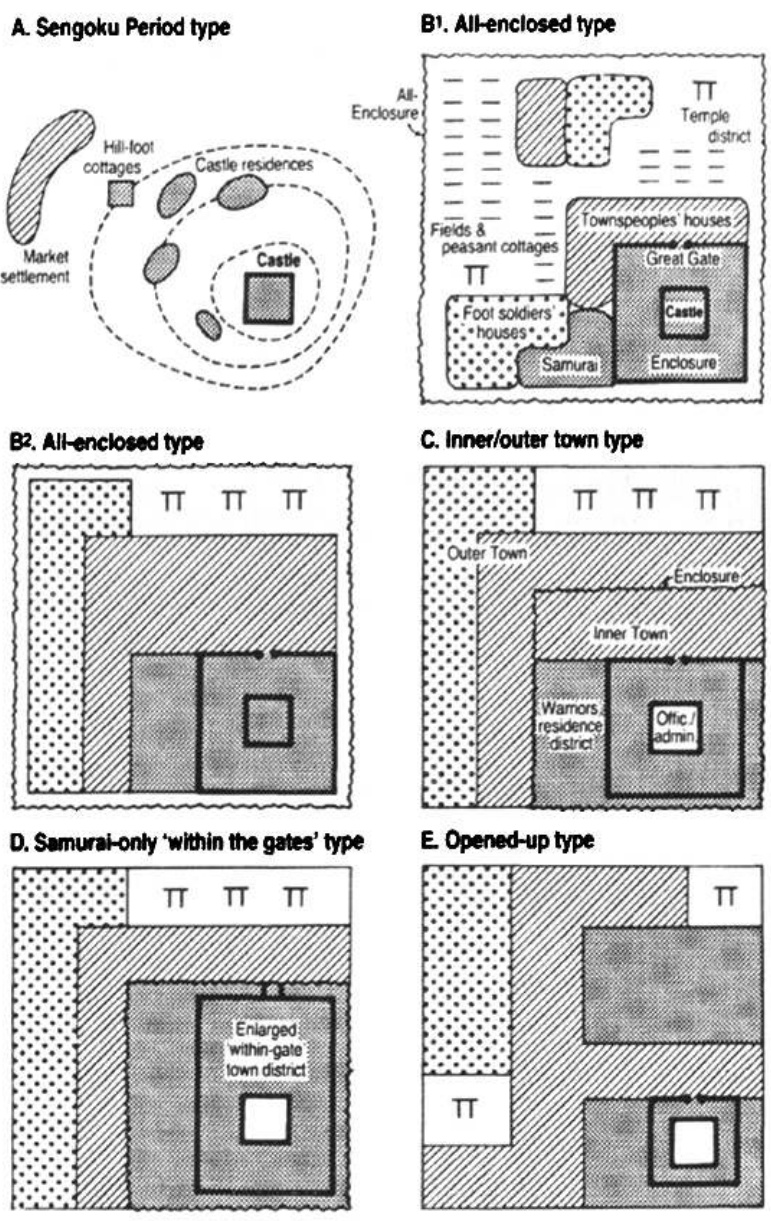 A. Sengoku Period type
Hill-foot
cottages
Castle residences
Market
settlement
Castle
B1. All-enclosed type
All-
Enclosure
Temple
district
Fields &
peasant cottages
Townspeoples' houses
Great Gate
Castle
Foot soldiers'
houses
Samurai
Enclosure
B2. All-enclosed type
C. Inner/outer town type
Outer Town
Enclosure
Inner Town
Warriors,
residence
district
Offic./
admin.
D. Samurai-only 'within the gates' type
Enlarged
'within-gate'
town district
E. Opened-up type